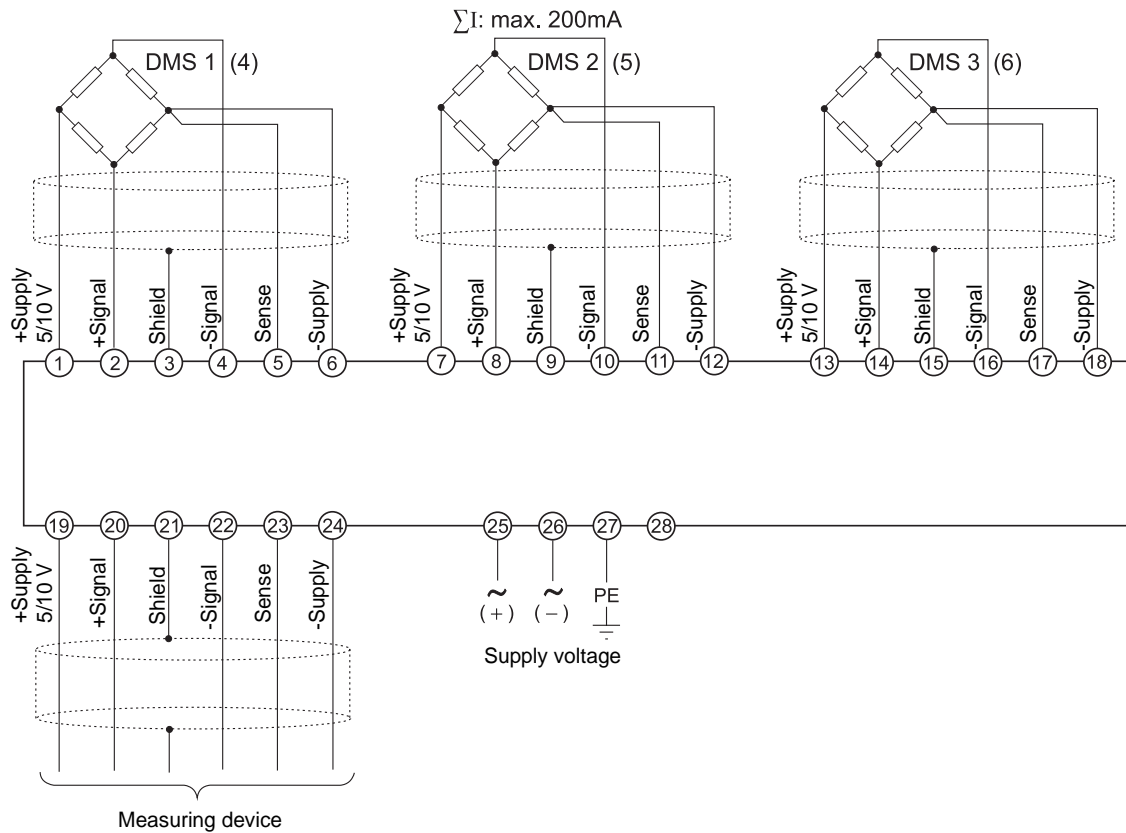 ∑I: max. 200mA
DMS 1 (4)
DMS 2 (5)
DMS 3 (6)
+Supply
5/10 V
+Signal
Shield
-Signal
Sense
-Supply
+Supply
5/10 V
+Signal
Shield
-Signal
Sense
-Supply
+Supply
5/10 V
+Signal
Shield
-Signal
Sense
-Supply
1 2 3 4 5 6 7 8 9 10 11 12 13 14 15 16 17 18
19 20 21 22 23 24 25 26 27 28
+Supply
5/10 V
+Signal
Shield
-Signal
Sense
-Supply
~ ~ PE
(+) (−)
Supply voltage
Measuring device